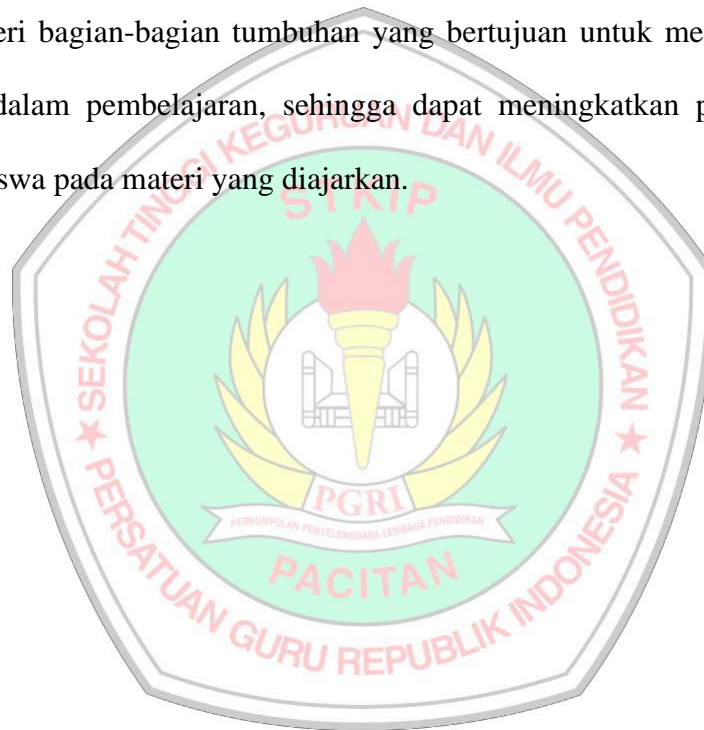 eri bagian-bagian tumbuhan yang bertujuan untuk me
dalam pembelajaran, sehingga dapat meningkatkan p
swa pada materi yang diajarkan.
SEKOLAH TINGGI KEGURUAN DAN ILMU PENDIDIKAN
STKIP
PGRI
PERKUMPULAN PENYELENGGARA LEMBAGA PENDIDIKAN
PACITAN
PERSATUAN GURU REPUBLIK INDONESIA